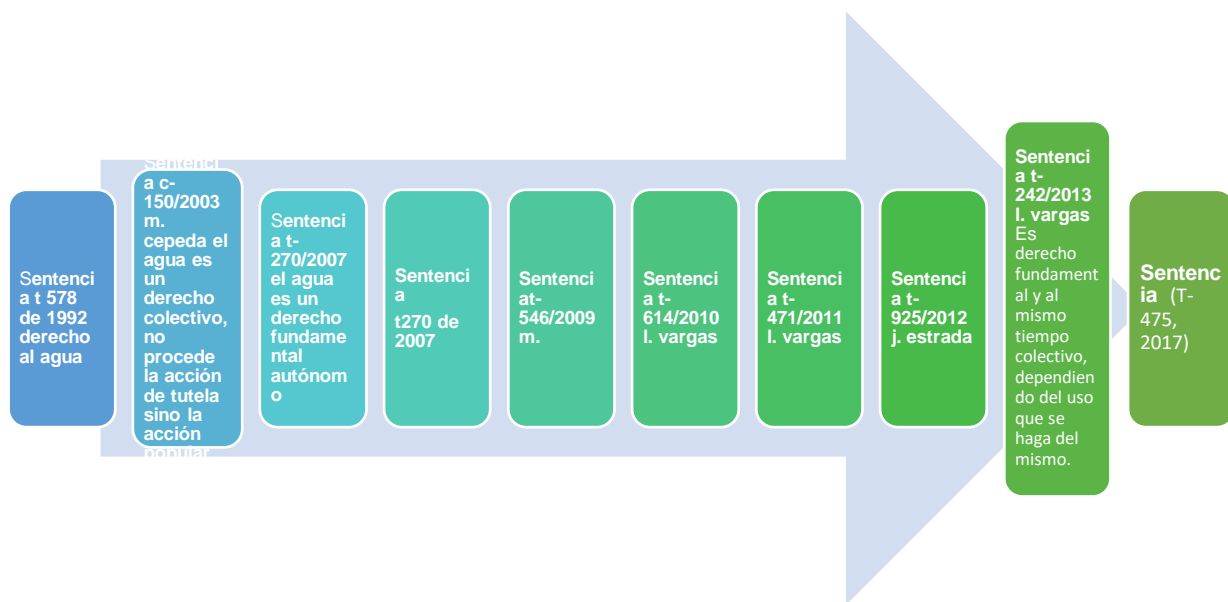 Sentenci
a t 578
de 1992
derecho
al agua
Sentenci
a c-
150/2003
m.
cepeda el
agua es
un
derecho
colectivo,
no
procede
la acción
de tutela
sino la
acción
popular
Sentenci
a t-
270/2007
el agua
es un
derecho
fundame
ntal
autónom
o
Sentenci
a
t270 de
2007
Sentenci
at-
546/2009
m.
Sentenci
a t-
614/2010
l. vargas
Sentenci
a t-
471/2011
l. vargas
Sentenci
a t-
925/2012
j. estrada
Sentenci
a t-
242/2013
l. vargas
Es
derecho
fundament
al y al
mismo
tiempo
colectivo,
dependien
do del uso
que se
haga del
mismo.
Sentenc
ia (T-
475,
2017)